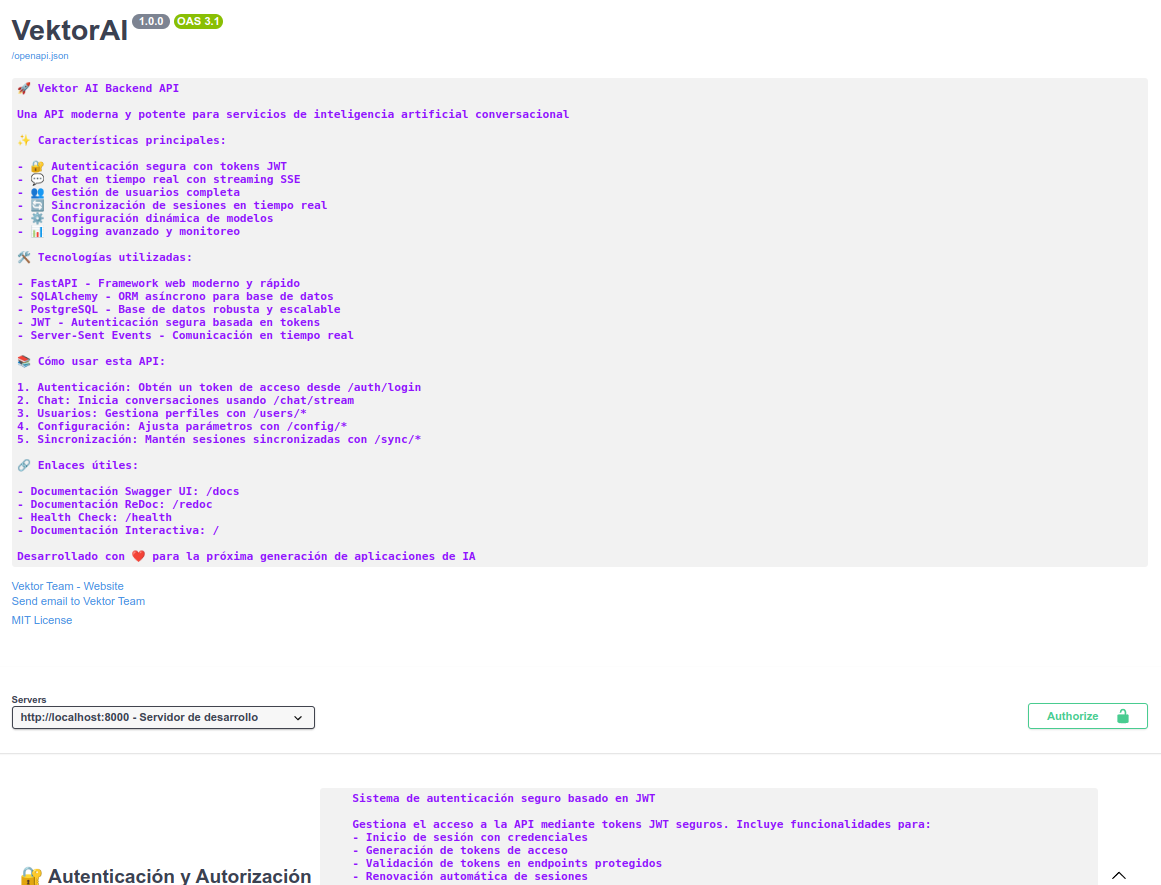 VektorAI 1.0.0 OAS 3.1
/openapi.json
🚀 Vektor AI Backend API
Una API moderna y potente para servicios de inteligencia artificial conversacional
✨ Características principales:
- 🔐 Autenticación segura con tokens JWT
- 💬 Chat en tiempo real con streaming SSE
- 👥 Gestión de usuarios completa
- 🔄 Sincronización de sesiones en tiempo real
- ⚙️ Configuración dinámica de modelos
- 📊 Logging avanzado y monitoreo
🛠️ Tecnologías utilizadas:
- FastAPI - Framework web moderno y rápido
- SQLAlchemy - ORM asíncrono para base de datos
- PostgreSQL - Base de datos robusta y escalable
- JWT - Autenticación segura basada en tokens
- Server-Sent Events - Comunicación en tiempo real
📚 Cómo usar esta API:
1. Autenticación: Obtén un token de acceso desde /auth/login
2. Chat: Inicia conversaciones usando /chat/stream
3. Usuarios: Gestiona perfiles con /users/*
4. Configuración: Ajusta parámetros con /config/*
5. Sincronización: Mantén sesiones sincronizadas con /sync/*
🔗 Enlaces útiles:
- Documentación Swagger UI: /docs
- Documentación ReDoc: /redoc
- Health Check: /health
- Documentación Interactiva: /
Desarrollado con ❤️ para la próxima generación de aplicaciones de IA
Vektor Team - Website
Send email to Vektor Team
MIT License
Servers
http://localhost:8000 - Servidor de desarrollo
Authorize
Sistema de autenticación seguro basado en JWT
Gestiona el acceso a la API mediante tokens JWT seguros. Incluye funcionalidades para:
- Inicio de sesión con credenciales
- Generación de tokens de acceso
- Validación de tokens en endpoints protegidos
- Renovación automática de sesiones
🔐 Autenticación y Autorización